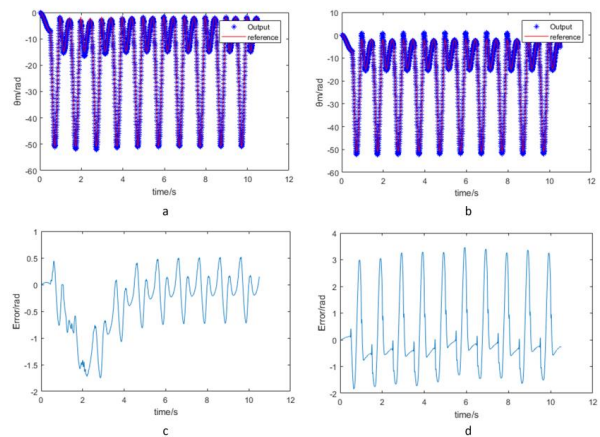 0
-10
-20
-30
-40
-50
-60
θm/rad
Output
reference
0 2 4 6 8 10 12
time/s
a
10
0
-10
-20
-30
-40
-50
-60
θm/rad
Output
reference
0 2 4 6 8 10 12
time/s
b
1
0.5
0
-0.5
-1
-1.5
-2
Error/rad
0 2 4 6 8 10 12
time/s
c
4
3
2
1
0
-1
-2
Error/rad
0 2 4 6 8 10 12
time/s
d